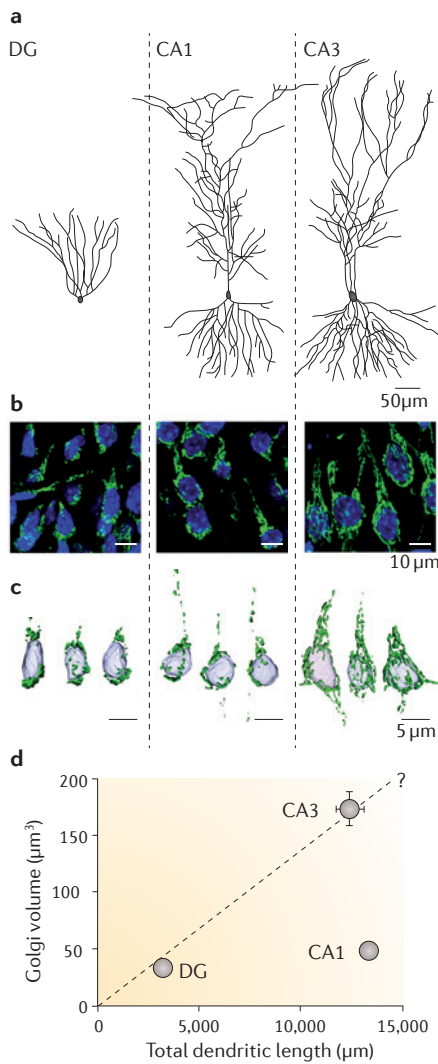 a
DG CA1 CA3
50µm
b
10 µm
c
5 µm
d
Golgi volume (µm³)
200
150
100
50
0
?
CA3
DG
CA1
0 5,000 10,000 15,000
Total dendritic length (µm)